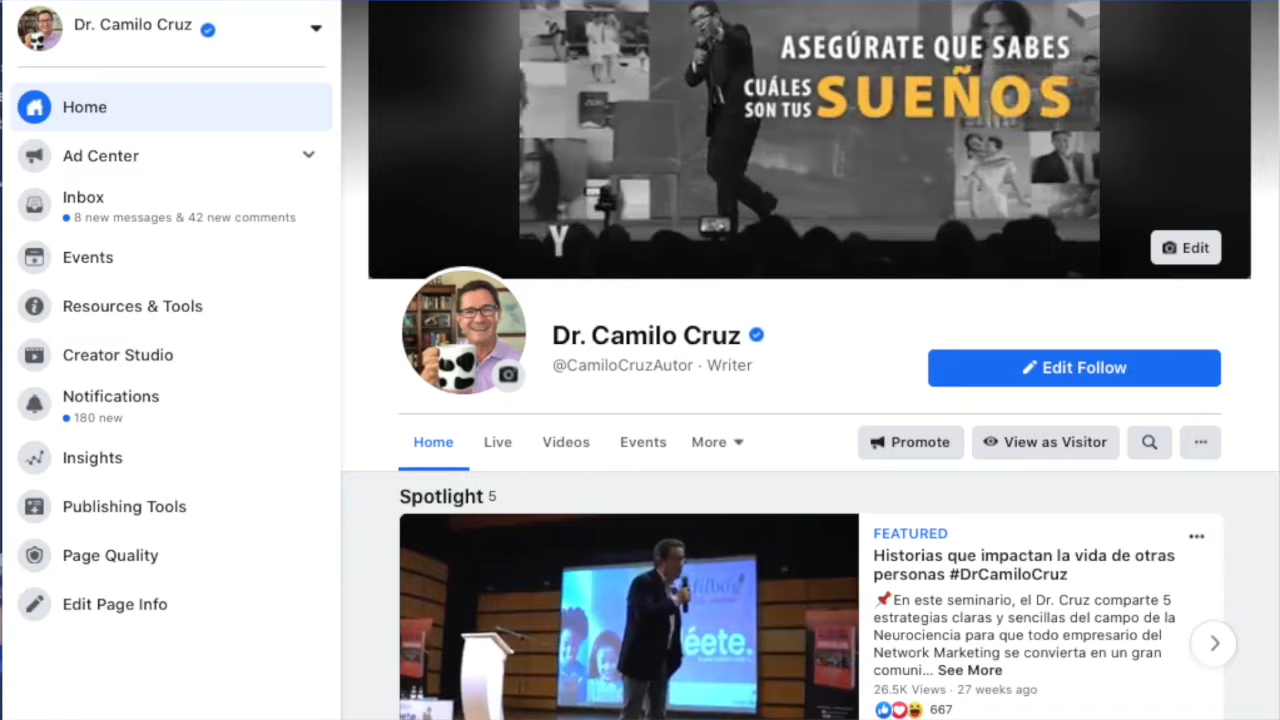 Dr. Camilo Cruz
Home
Ad Center
Inbox
8 new messages & 42 new comments
Events
Resources & Tools
Creator Studio
Notifications
180 new
Insights
Publishing Tools
Page Quality
Edit Page Info
ASEGÚRATE QUE SABES
CUÁLES
SON TUS
SUEÑOS
Y
Edit
Dr. Camilo Cruz
@CamiloCruzAutor · Writer
Edit Follow
Home
Live
Videos
Events
More
Promote
View as Visitor
Spotlight 5
éete.
FEATURED
Historias que impactan la vida de otras
personas #DrCamiloCruz
📌En este seminario, el Dr. Cruz comparte 5
estrategias claras y sencillas del campo de la
Neurociencia para que todo empresario del
Network Marketing se convierta en un gran
comuni... See More
26.5K Views · 27 weeks ago
667